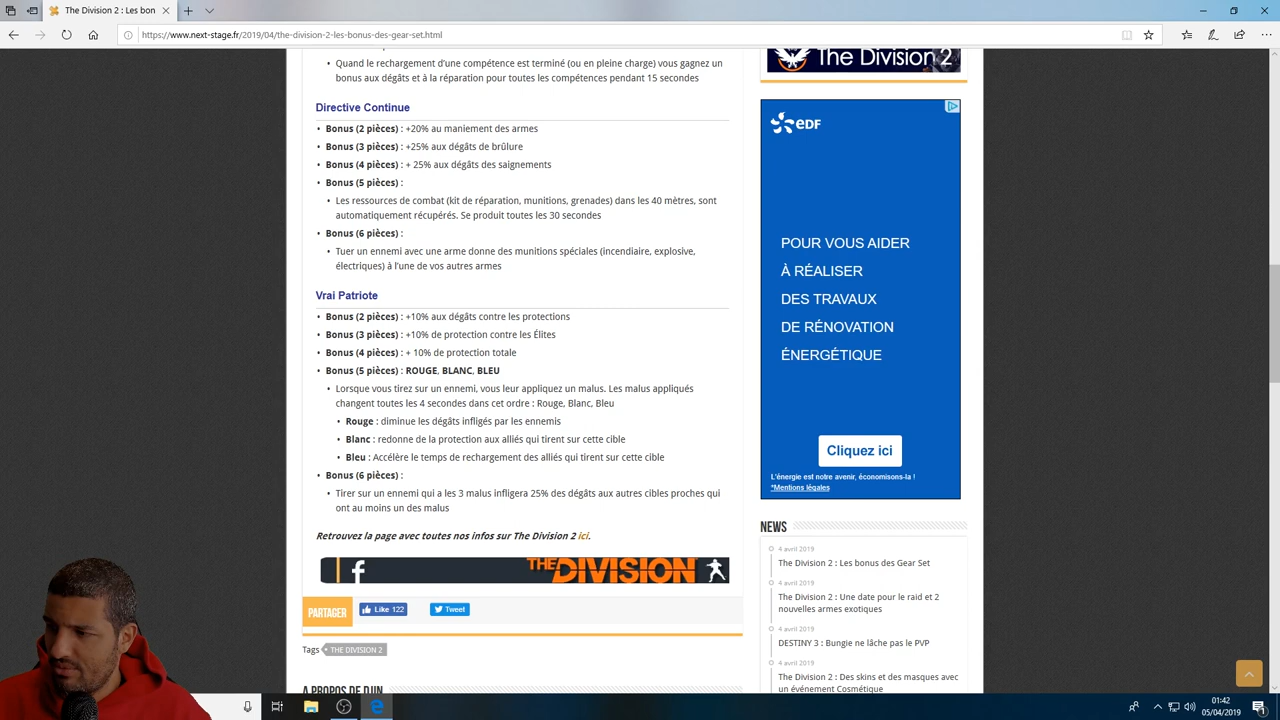 The Division 2 : Les bon
https://www.next-stage.fr/2019/04/the-division-2-les-bonus-des-gear-set.html
Quand le rechargement d'une compétence est terminé (ou en pleine charge) vous gagnez un
bonus aux dégâts et à la réparation pour toutes les compétences pendant 15 secondes
Directive Continue
Bonus (2 pièces) : +20% au maniement des armes
Bonus (3 pièces) : +25% aux dégâts de brûlure
Bonus (4 pièces) : + 25% aux dégâts des saignements
Bonus (5 pièces) :
Les ressources de combat (kit de réparation, munitions, grenades) dans les 40 mètres, sont
automatiquement récupérés. Se produit toutes les 30 secondes
Bonus (6 pièces) :
Tuer un ennemi avec une arme donne des munitions spéciales (incendiaire, explosive,
électriques) à l'une de vos autres armes
Vrai Patriote
Bonus (2 pièces) : +10% aux dégâts contre les protections
Bonus (3 pièces) : +10% de protection contre les Élites
Bonus (4 pièces) : + 10% de protection totale
Bonus (5 pièces) : ROUGE, BLANC, BLEU
Lorsque vous tirez sur un ennemi, vous leur appliquez un malus. Les malus appliqués
changent toutes les 4 secondes dans cet ordre : Rouge, Blanc, Bleu
Rouge : diminue les dégâts infligés par les ennemis
Blanc : redonne de la protection aux alliés qui tirent sur cette cible
Bleu : Accélère le temps de rechargement des alliés qui tirent sur cette cible
Bonus (6 pièces) :
Tirer sur un ennemi qui a les 3 malus infligera 25% des dégâts aux autres cibles proches qui
ont au moins un des malus
Retrouvez la page avec toutes nos infos sur The Division 2 ici.
THE DIVISION
PARTAGER
Like 122
Tweet
Tags
THE DIVISION 2
A PROPOS DE DJIN
The Division 2
edf
POUR VOUS AIDER
À RÉALISER
DES TRAVAUX
DE RÉNOVATION
ÉNERGÉTIQUE
Cliquez ici
L'énergie est notre avenir, économisons-la !
*Mentions légales
NEWS
4 avril 2019
The Division 2 : Les bonus des Gear Set
4 avril 2019
The Division 2 : Une date pour le raid et 2
nouvelles armes exotiques
4 avril 2019
DESTINY 3 : Bungie ne lâche pas le PVP
4 avril 2019
The Division 2 : Des skins et des masques avec
un événement Cosmétique
01:42
05/04/2019